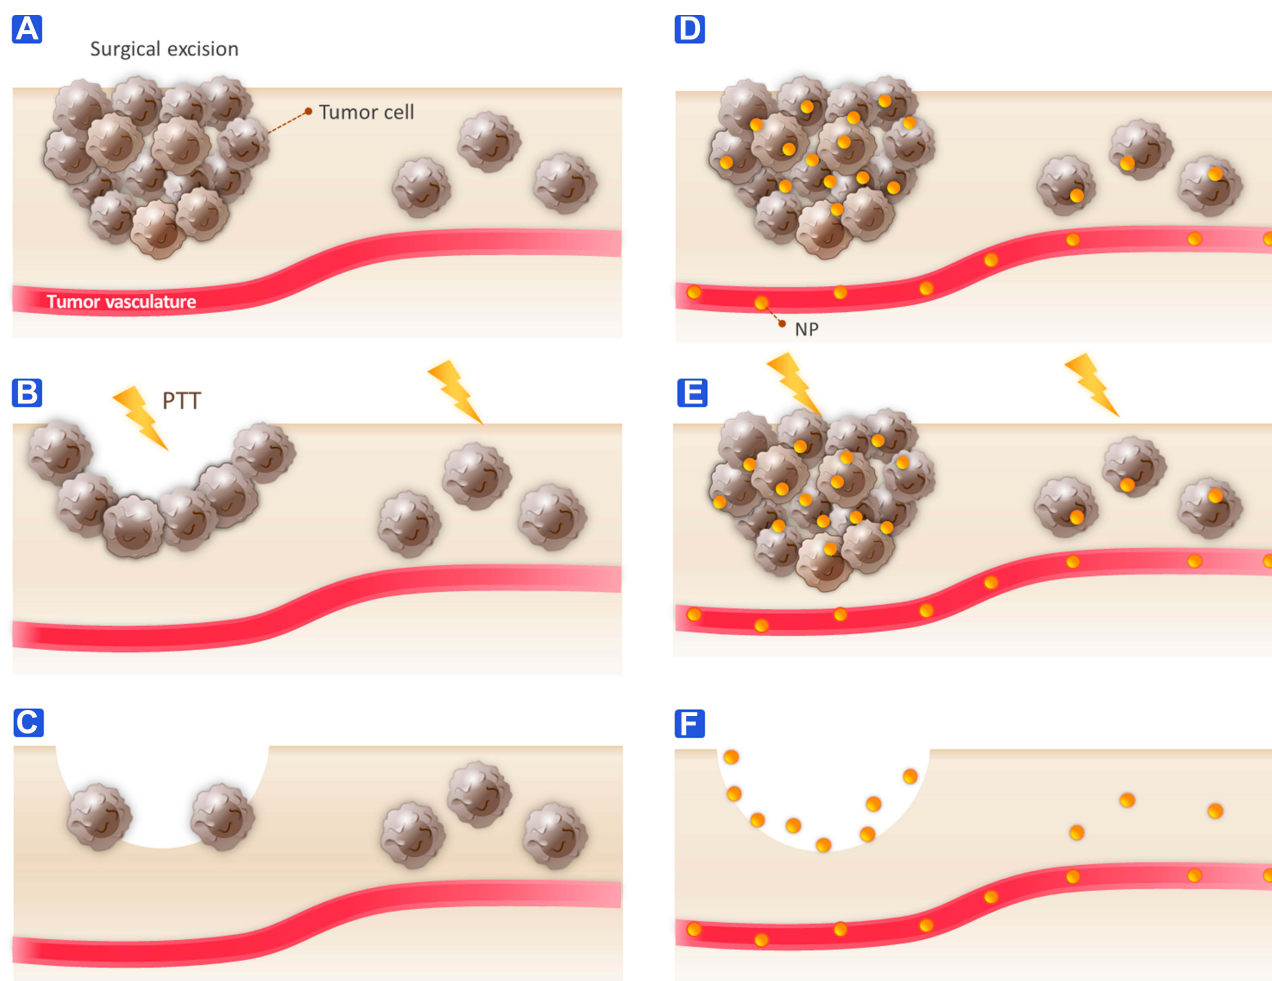 A
Surgical excision
Tumor cell
Tumor vasculature
D
NP
B
PTT
E
C
F